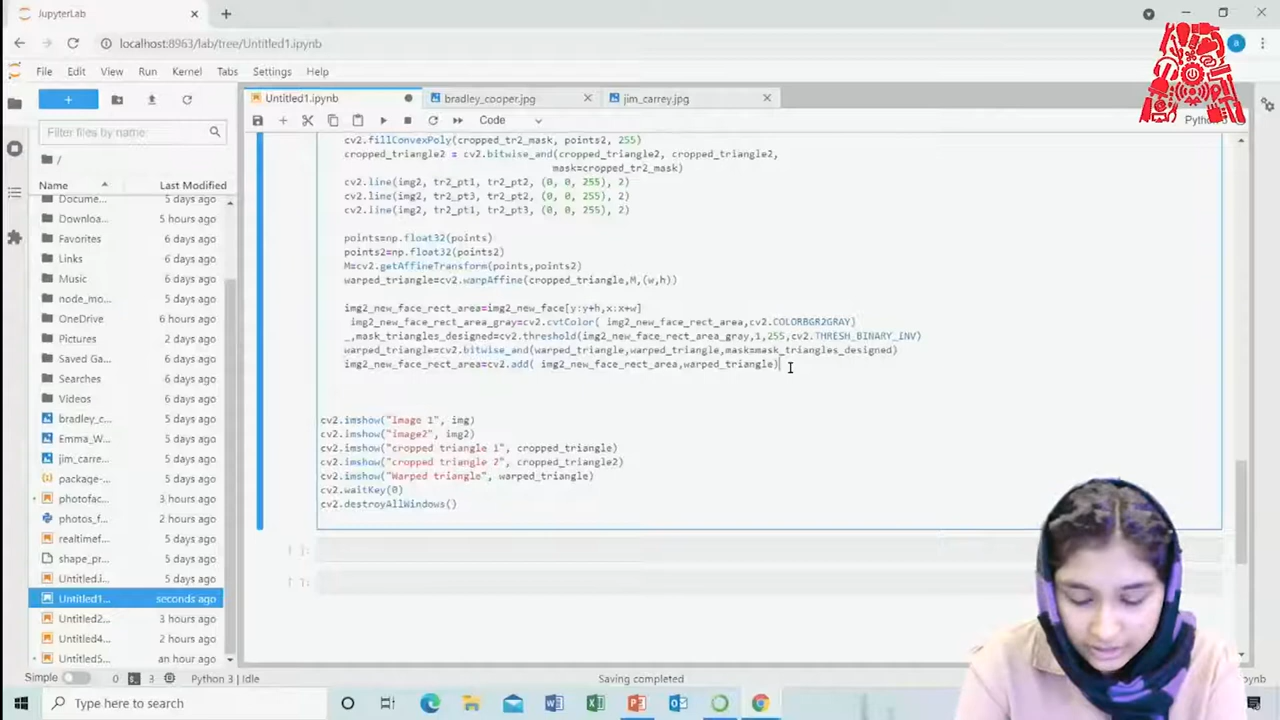 JupyterLab
localhost:8963/lab/tree/Untitled1.ipynb
a
File Edit View Run Kernel Tabs Settings Help
Untitled1.ipynb
bradley_cooper.jpg
jim_carrey.jpg
Code
Filter files by name:
/
Name Last Modified
Docume... 5 days ago
Downloa... 5 hours ago
Favorites 6 days ago
Links 6 days ago
Music 6 days ago
node_mo... 5 days ago
OneDrive 6 days ago
Pictures 5 days ago
Saved Ga... 6 days ago
Searches 6 days ago
Videos 6 days ago
bradley_c... 6 days ago
Emma_W... 6 days ago
jim_carre... 6 days ago
package-... 5 days ago
photofac... 3 hours ago
photos_f... 2 hours ago
realtimef... 5 days ago
shape_pr... 5 days ago
Untitled.i... 5 days ago
Untitled1... seconds ago
Untitled2... 3 hours ago
Untitled4... 2 hours ago
Untitled5... an hour ago
cv2.fillConvexPoly(cropped_tr2_mask, points2, 255)
cropped_triangle2 = cv2.bitwise_and(cropped_triangle2, cropped_triangle2,
mask=cropped_tr2_mask)
cv2.line(img2, tr2_pt1, tr2_pt2, (0, 0, 255), 2)
cv2.line(img2, tr2_pt3, tr2_pt2, (0, 0, 255), 2)
cv2.line(img2, tr2_pt1, tr2_pt3, (0, 0, 255), 2)
points=np.float32(points)
points2=np.float32(points2)
M=cv2.getAffineTransform(points,points2)
warped_triangle=cv2.warpAffine(cropped_triangle,M,(w,h))
img2_new_face_rect_area=img2_new_face[y:y+h,x:x+w]
img2_new_face_rect_area_gray=cv2.cvtColor( img2_new_face_rect_area,cv2.COLORBGR2GRAY)
_,mask_triangles_designed=cv2.threshold(img2_new_face_rect_area_gray,1,255,cv2.THRESH_BINARY_INV)
warped_triangle=cv2.bitwise_and(warped_triangle,warped_triangle,mask=mask_triangles_designed)
img2_new_face_rect_area=cv2.add( img2_new_face_rect_area,warped_triangle)
cv2.imshow("Image 1", img)
cv2.imshow("image2", img2)
cv2.imshow("cropped triangle 1", cropped_triangle)
cv2.imshow("cropped triangle 2", cropped_triangle2)
cv2.imshow("Warped triangle", warped_triangle)
cv2.waitKey(0)
cv2.destroyAllWindows()
[ ]:
[ ]:
Simple 0 3 Python 3 | Idle
Saving completed
Type here to search